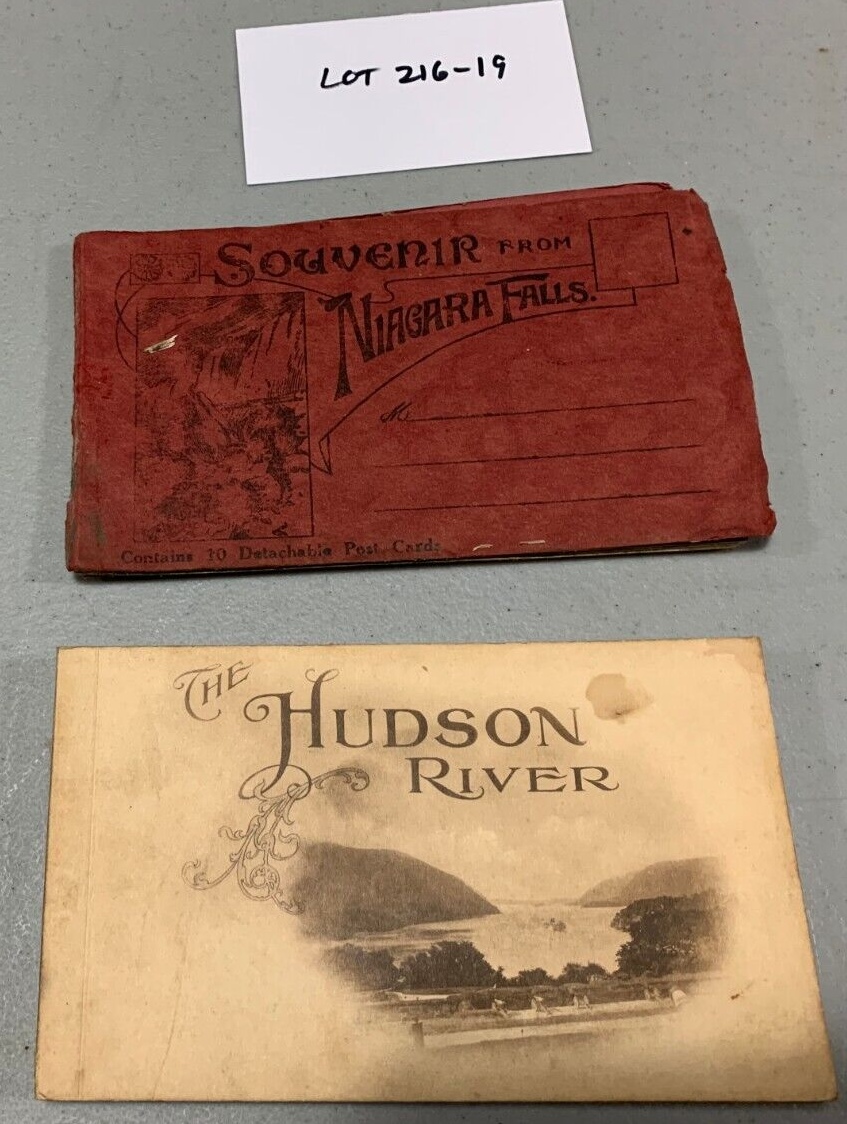 LOT 216-19
SOUVENIR FROM
NIAGARA FALLS.
M
Contains 10 Detachable Post Cards
THE
HUDSON
RIVER